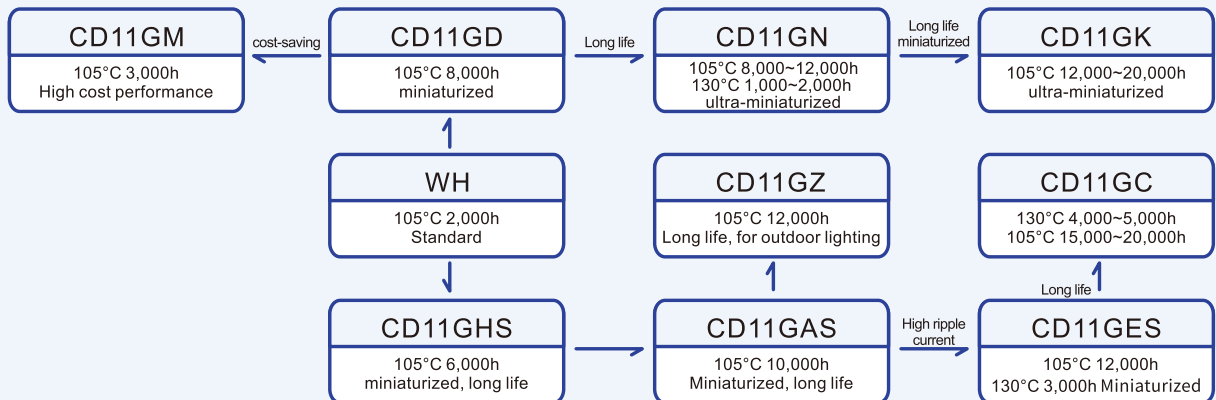 CD11GM
105°C 3,000h
High cost performance
cost-saving
CD11GD
105°C 8,000h
miniaturized
Long life
CD11GN
105°C 8,000~12,000h
130°C 1,000~2,000h
ultra-miniaturized
Long life
miniaturized
CD11GK
105°C 12,000~20,000h
ultra-miniaturized
WH
105°C 2,000h
Standard
CD11GZ
105°C 12,000h
Long life, for outdoor lighting
CD11GC
130°C 4,000~5,000h
105°C 15,000~20,000h
Long life
CD11GHS
105°C 6,000h
miniaturized, long life
CD11GAS
105°C 10,000h
Miniaturized, long life
High ripple
current
CD11GES
105°C 12,000h
130°C 3,000h Miniaturized